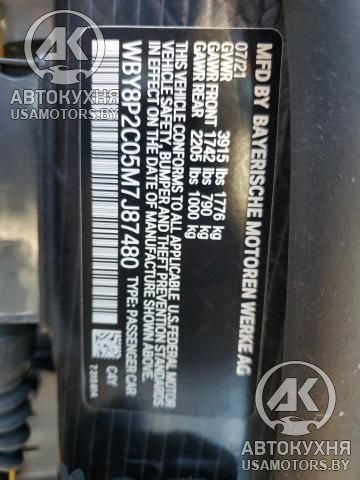 MFD BY BAYERISCHE MOTOREN WERKE AG
07/21
GVWR 3915 lbs 1776 kg
GAWR FRONT 1742 lbs 790 kg
GAWR REAR 2205 lbs 1000 kg
THIS VEHICLE CONFORMS TO ALL APPLICABLE U.S. FEDERAL MOTOR
VEHICLE SAFETY, BUMPER, AND THEFT PREVENTION STANDARDS
IN EFFECT ON THE DATE OF MANUFACTURE SHOWN ABOVE.
WBY8P2C05M7J87480 TYPE: PASSENGER CAR
CAY
АВТОКУХНЯ
USAMOTORS.BY
АВТОКУХНЯ
USAMOTORS.BY